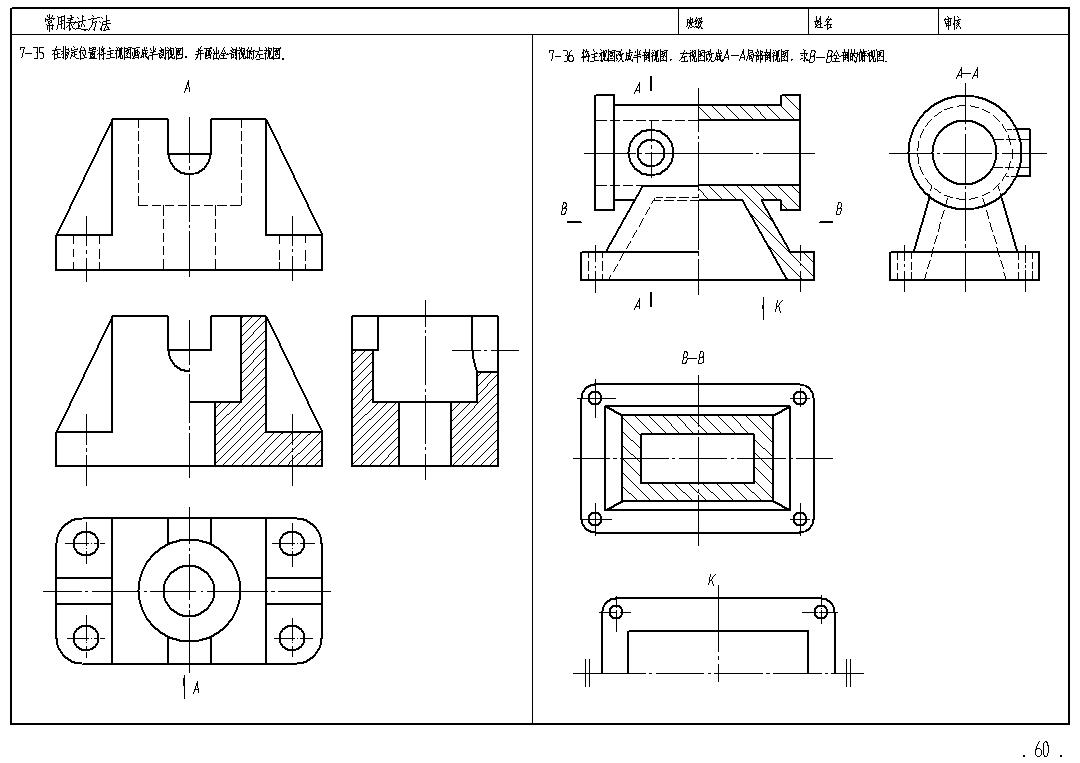 常用表达方法
班级
姓名
审核
7-35 在指定位置将主视图画成半剖视图，并画出全剖视的左视图.
A
A
7-36 将主视图改成半剖视图，左视图改成A-A局部剖视图，求B-B全剖的俯视图.
A
A-A
B
B
A
K
B-B
K
. 60 .